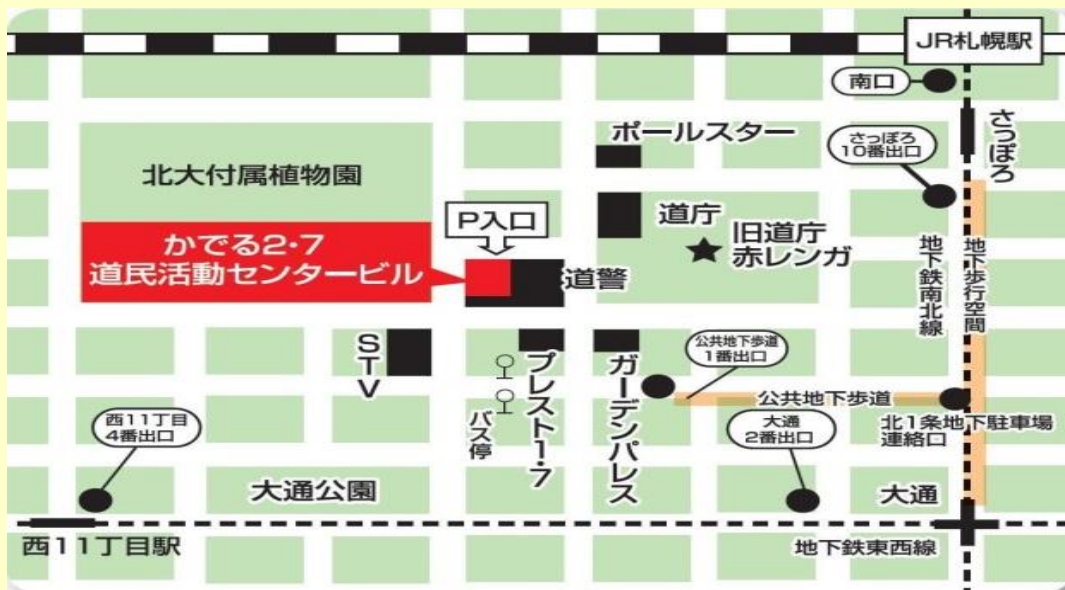 JR札幌駅
南口
さっぽろ
ポールスター
さっぽろ
10番出口
北大付属植物園
P入口
道庁
旧道庁
赤レンガ
かでる2・7
道民活動センタービル
道警
地下鉄南北線
地下歩行空間
STV
バス停
プレスト1・7
ガーデンパレス
公共地下歩道
1番出口
公共地下歩道
北1条地下駐車場
連絡口
西11丁目
4番出口
大通
2番出口
大通公園
大通
西11丁目駅
地下鉄東西線